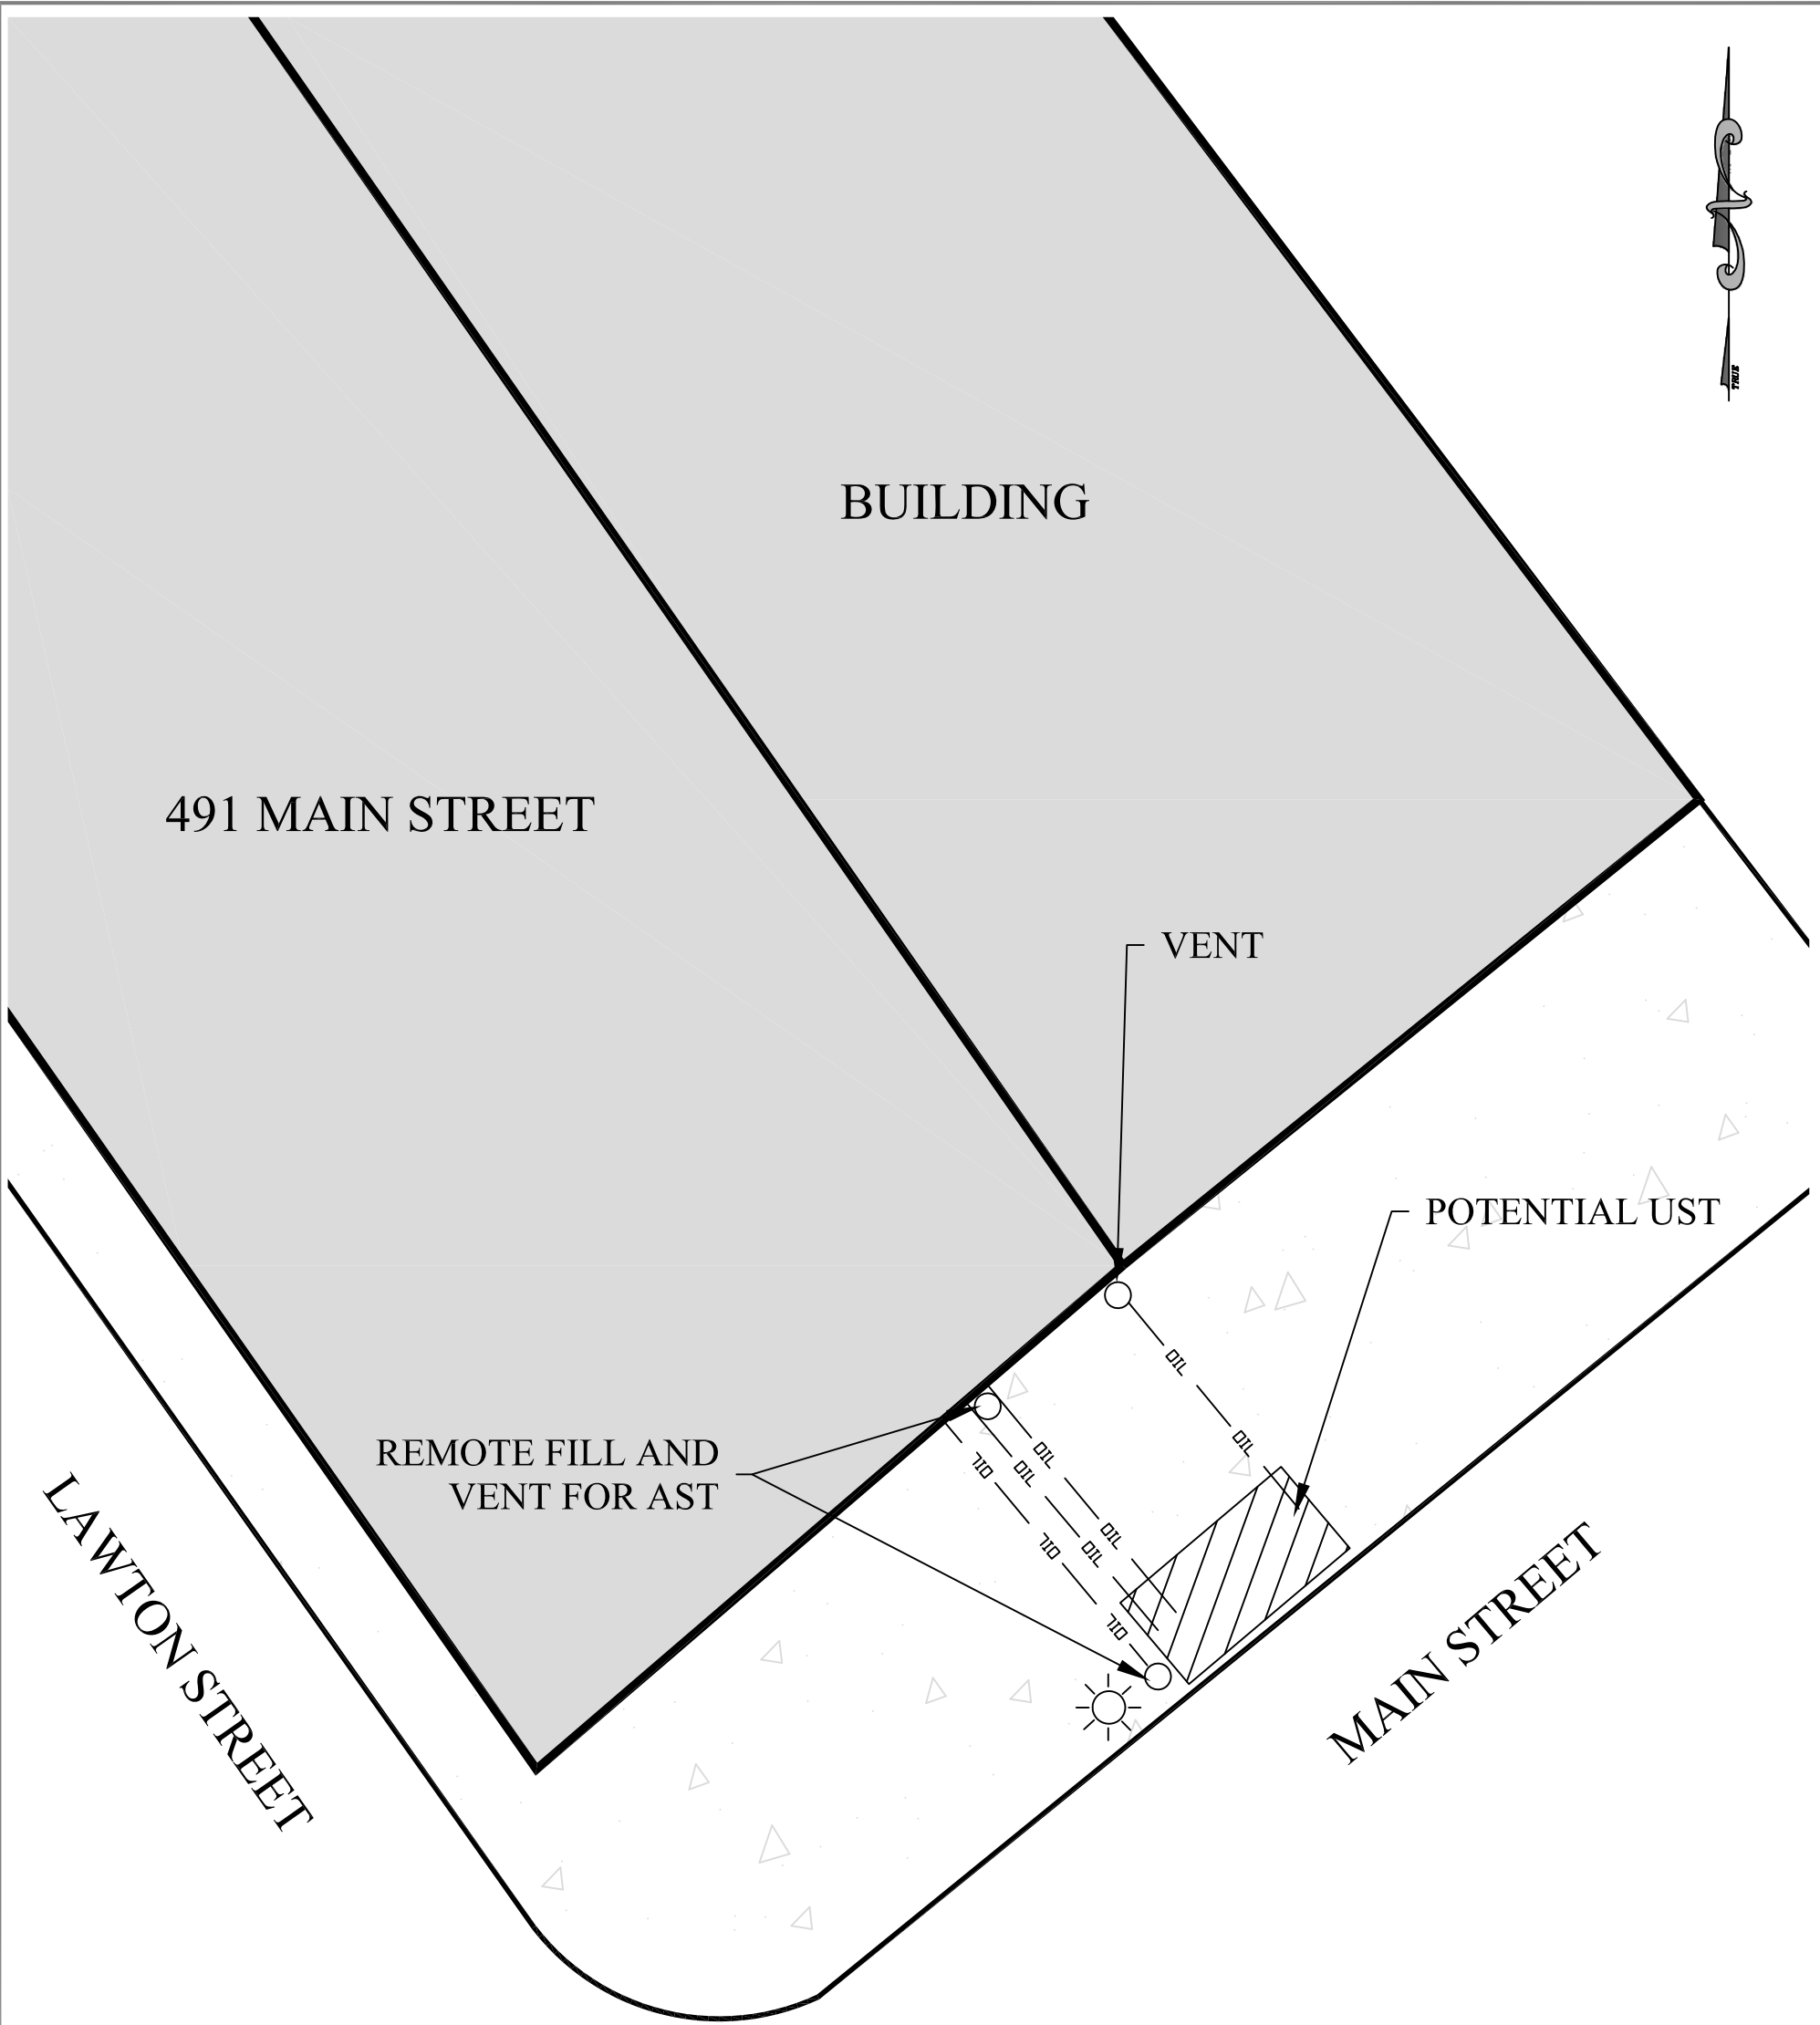 TRUE
BUILDING
491 MAIN STREET
VENT
POTENTIAL UST
OIL
OIL
OIL
OIL
OIL
OIL
OIL
OIL
OIL
REMOTE FILL AND
VENT FOR AST
LAWTON STREET
MAIN STREET